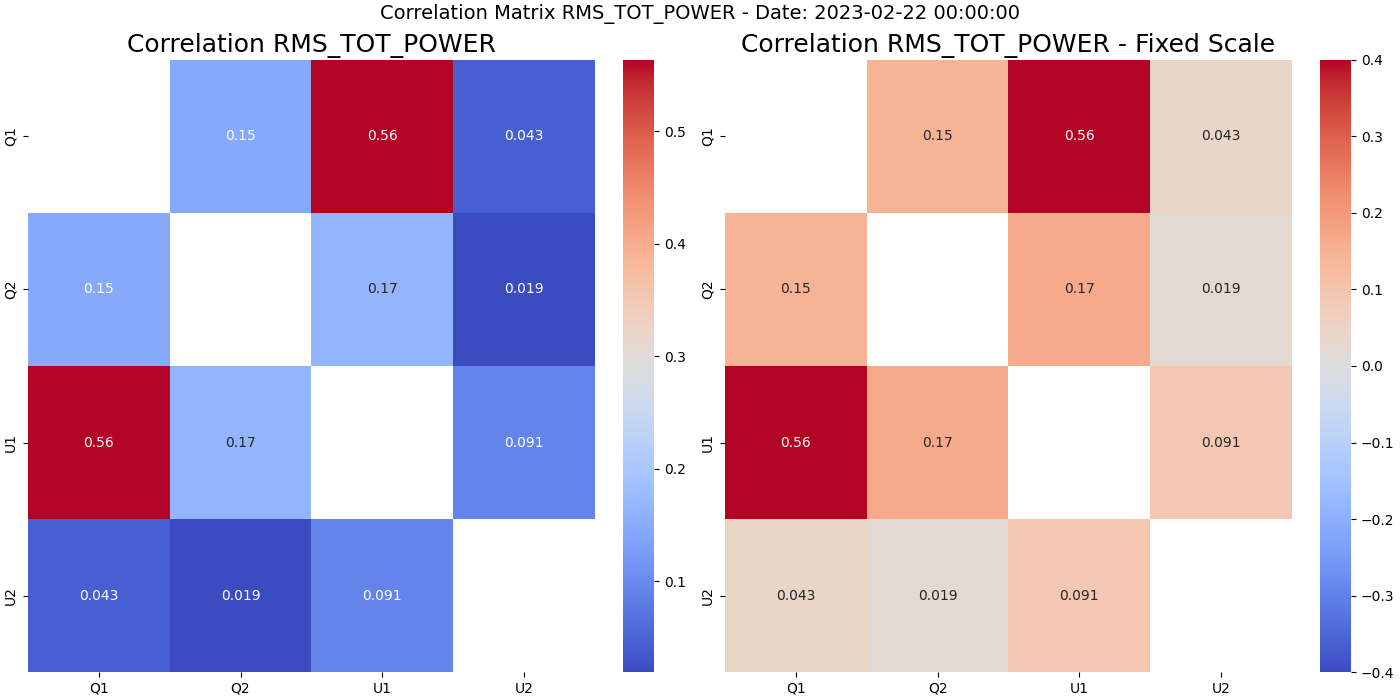 Correlation Matrix RMS_TOT_POWER - Date: 2023-02-22 00:00:00
Correlation RMS_TOT_POWER
Q1
0.15
0.56
0.043
Q2
0.15
0.17
0.019
U1
0.56
0.17
0.091
U2
0.043
0.019
0.091
Q1
Q2
U1
U2
0.5
0.4
0.3
0.2
0.1
Correlation RMS_TOT_POWER - Fixed Scale
Q1
0.15
0.56
0.043
Q2
0.15
0.17
0.019
U1
0.56
0.17
0.091
U2
0.043
0.019
0.091
Q1
Q2
U1
U2
0.4
0.3
0.2
0.1
0.0
−0.1
−0.2
−0.3
−0.4